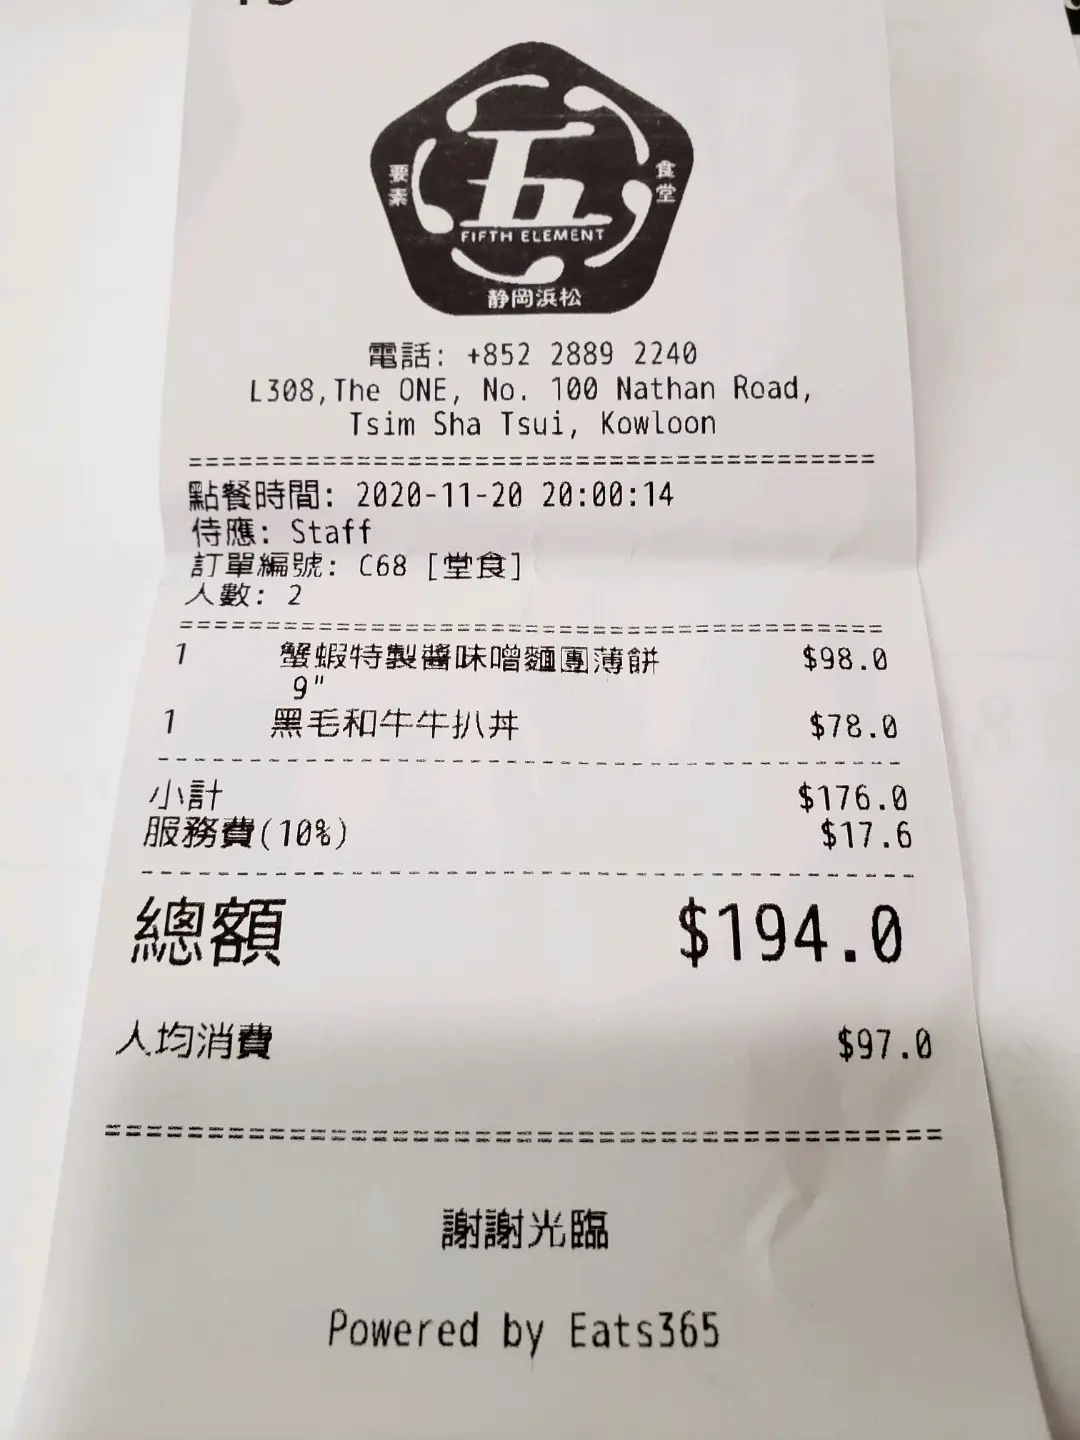 五
要素
食堂
FIFTH ELEMENT
静岡浜松
電話: +852 2889 2240
L308,The ONE, No. 100 Nathan Road,
Tsim Sha Tsui, Kowloon
========================================
點餐時間: 2020-11-20 20:00:14
侍應: Staff
訂單編號: C68 [堂食]
人數: 2
========================================
1 蟹蝦特製醬味噌麵團薄餅 $98.0
9"
1 黑毛和牛牛扒丼 $78.0
----------------------------------------
小計 $176.0
服務費(10%) $17.6
----------------------------------------
總額 $194.0
人均消費 $97.0
========================================
謝謝光臨
Powered by Eats365